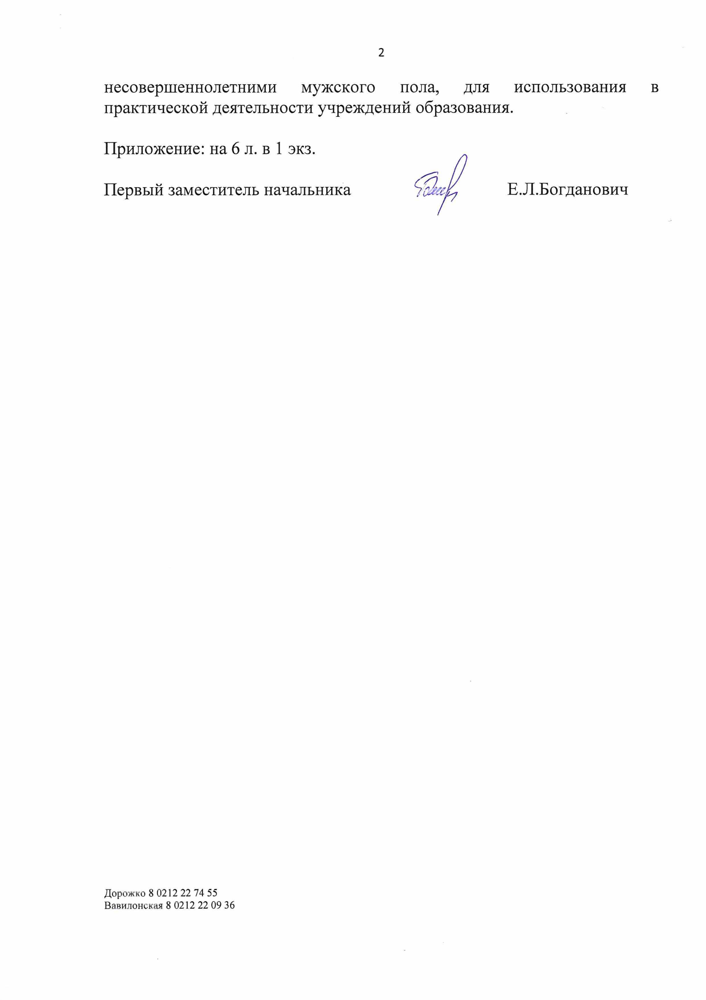 2
несовершеннолетними мужского пола, для использования в
практической деятельности учреждений образования.
Приложение: на 6 л. в 1 экз.
Первый заместитель начальника Е.Л.Богданович
Дорожко 8 0212 22 74 55
Вавилонская 8 0212 22 09 36